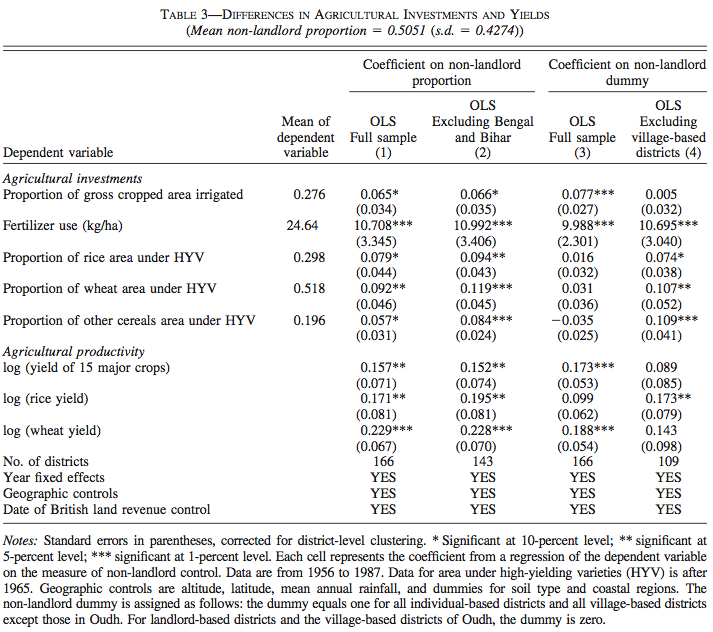 TABLE 3—DIFFERENCES IN AGRICULTURAL INVESTMENTS AND YIELDS
(Mean non-landlord proportion = 0.5051 (s.d. = 0.4274))
Coefficient on non-landlord proportion Coefficient on non-landlord dummy
Dependent variable Mean of dependent variable OLS Full sample (1) OLS Excluding Bengal and Bihar (2) OLS Full sample (3) OLS Excluding village-based districts (4)
Agricultural investments
Proportion of gross cropped area irrigated 0.276 0.065* 0.066* 0.077*** 0.005
(0.034) (0.035) (0.027) (0.032)
Fertilizer use (kg/ha) 24.64 10.708*** 10.992*** 9.988*** 10.695***
(3.345) (3.406) (2.301) (3.040)
Proportion of rice area under HYV 0.298 0.079* 0.094** 0.016 0.074*
(0.044) (0.043) (0.032) (0.038)
Proportion of wheat area under HYV 0.518 0.092** 0.119*** 0.031 0.107**
(0.046) (0.045) (0.036) (0.052)
Proportion of other cereals area under HYV 0.196 0.057* 0.084*** −0.035 0.109***
(0.031) (0.024) (0.025) (0.041)
Agricultural productivity
log (yield of 15 major crops) 0.157** 0.152** 0.173*** 0.089
(0.071) (0.074) (0.053) (0.085)
log (rice yield) 0.171** 0.195** 0.099 0.173**
(0.081) (0.081) (0.062) (0.079)
log (wheat yield) 0.229*** 0.228*** 0.188*** 0.143
(0.067) (0.070) (0.054) (0.098)
No. of districts 166 143 166 109
Year fixed effects YES YES YES YES
Geographic controls YES YES YES YES
Date of British land revenue control YES YES YES YES
Notes: Standard errors in parentheses, corrected for district-level clustering. * Significant at 10-percent level; ** significant at
5-percent level; *** significant at 1-percent level. Each cell represents the coefficient from a regression of the dependent variable
on the measure of non-landlord control. Data are from 1956 to 1987. Data for area under high-yielding varieties (HYV) is after
1965. Geographic controls are altitude, latitude, mean annual rainfall, and dummies for soil type and coastal regions. The
non-landlord dummy is assigned as follows: the dummy equals one for all individual-based districts and all village-based districts
except those in Oudh. For landlord-based districts and the village-based districts of Oudh, the dummy is zero.